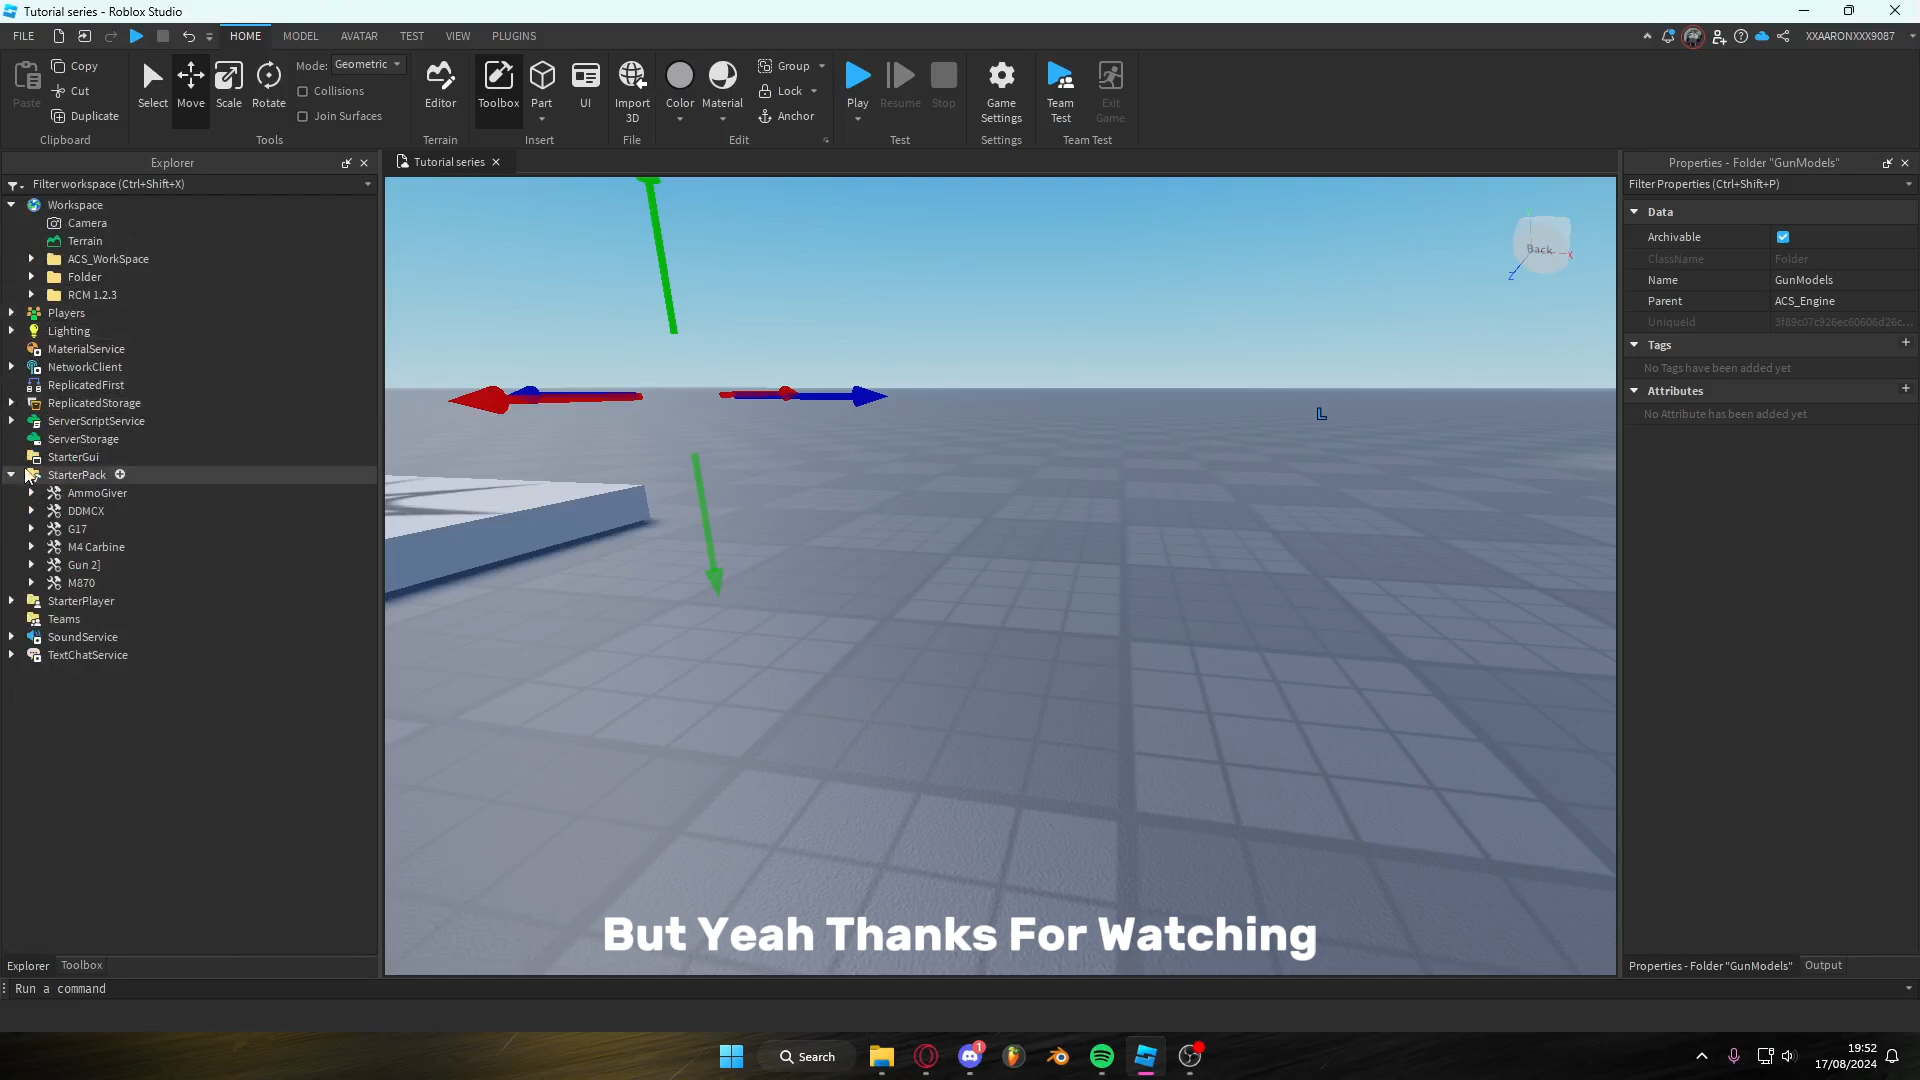 Tutorial series - Roblox Studio
FILE
HOME
MODEL
AVATAR
TEST
VIEW
PLUGINS
XXAARONXXX9087
Paste
Copy
Cut
Duplicate
Clipboard
Select
Move
Scale
Rotate
Mode:
Geometric
Collisions
Join Surfaces
Tools
Editor
Terrain
Toolbox
Part
UI
Insert
Import
3D
File
Color
Material
Group
Lock
Anchor
Edit
Play
Resume
Stop
Test
Game
Settings
Settings
Team
Test
Exit
Game
Team Test
Explorer
Tutorial series
Properties - Folder "GunModels"
Filter workspace (Ctrl+Shift+X)
Workspace
Camera
Terrain
ACS_WorkSpace
Folder
RCM 1.2.3
Players
Lighting
MaterialService
NetworkClient
ReplicatedFirst
ReplicatedStorage
ServerScriptService
ServerStorage
StarterGui
StarterPack
AmmoGiver
DDMCX
G17
M4 Carbine
Gun 2]
M870
StarterPlayer
Teams
SoundService
TextChatService
Y
Back
X
Z
L
Filter Properties (Ctrl+Shift+P)
Data
Archivable
ClassName Folder
Name GunModels
Parent ACS_Engine
UniqueId 3f89c07c926ec60606d26c...
Tags
No Tags have been added yet
Attributes
No Attribute has been added yet
But Yeah Thanks For Watching
Explorer
Toolbox
Properties - Folder "GunModels"
Output
Run a command
Search
1
19:52
17/08/2024